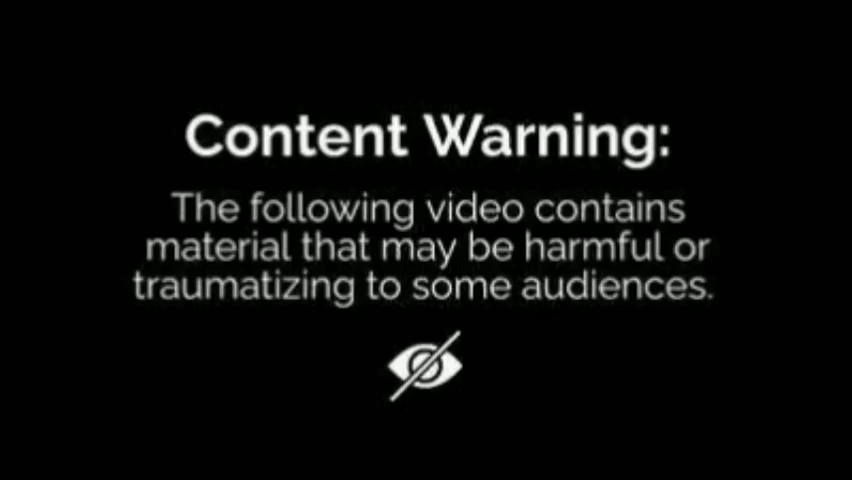 Content Warning:
The following video contains
material that may be harmful or
traumatizing to some audiences.